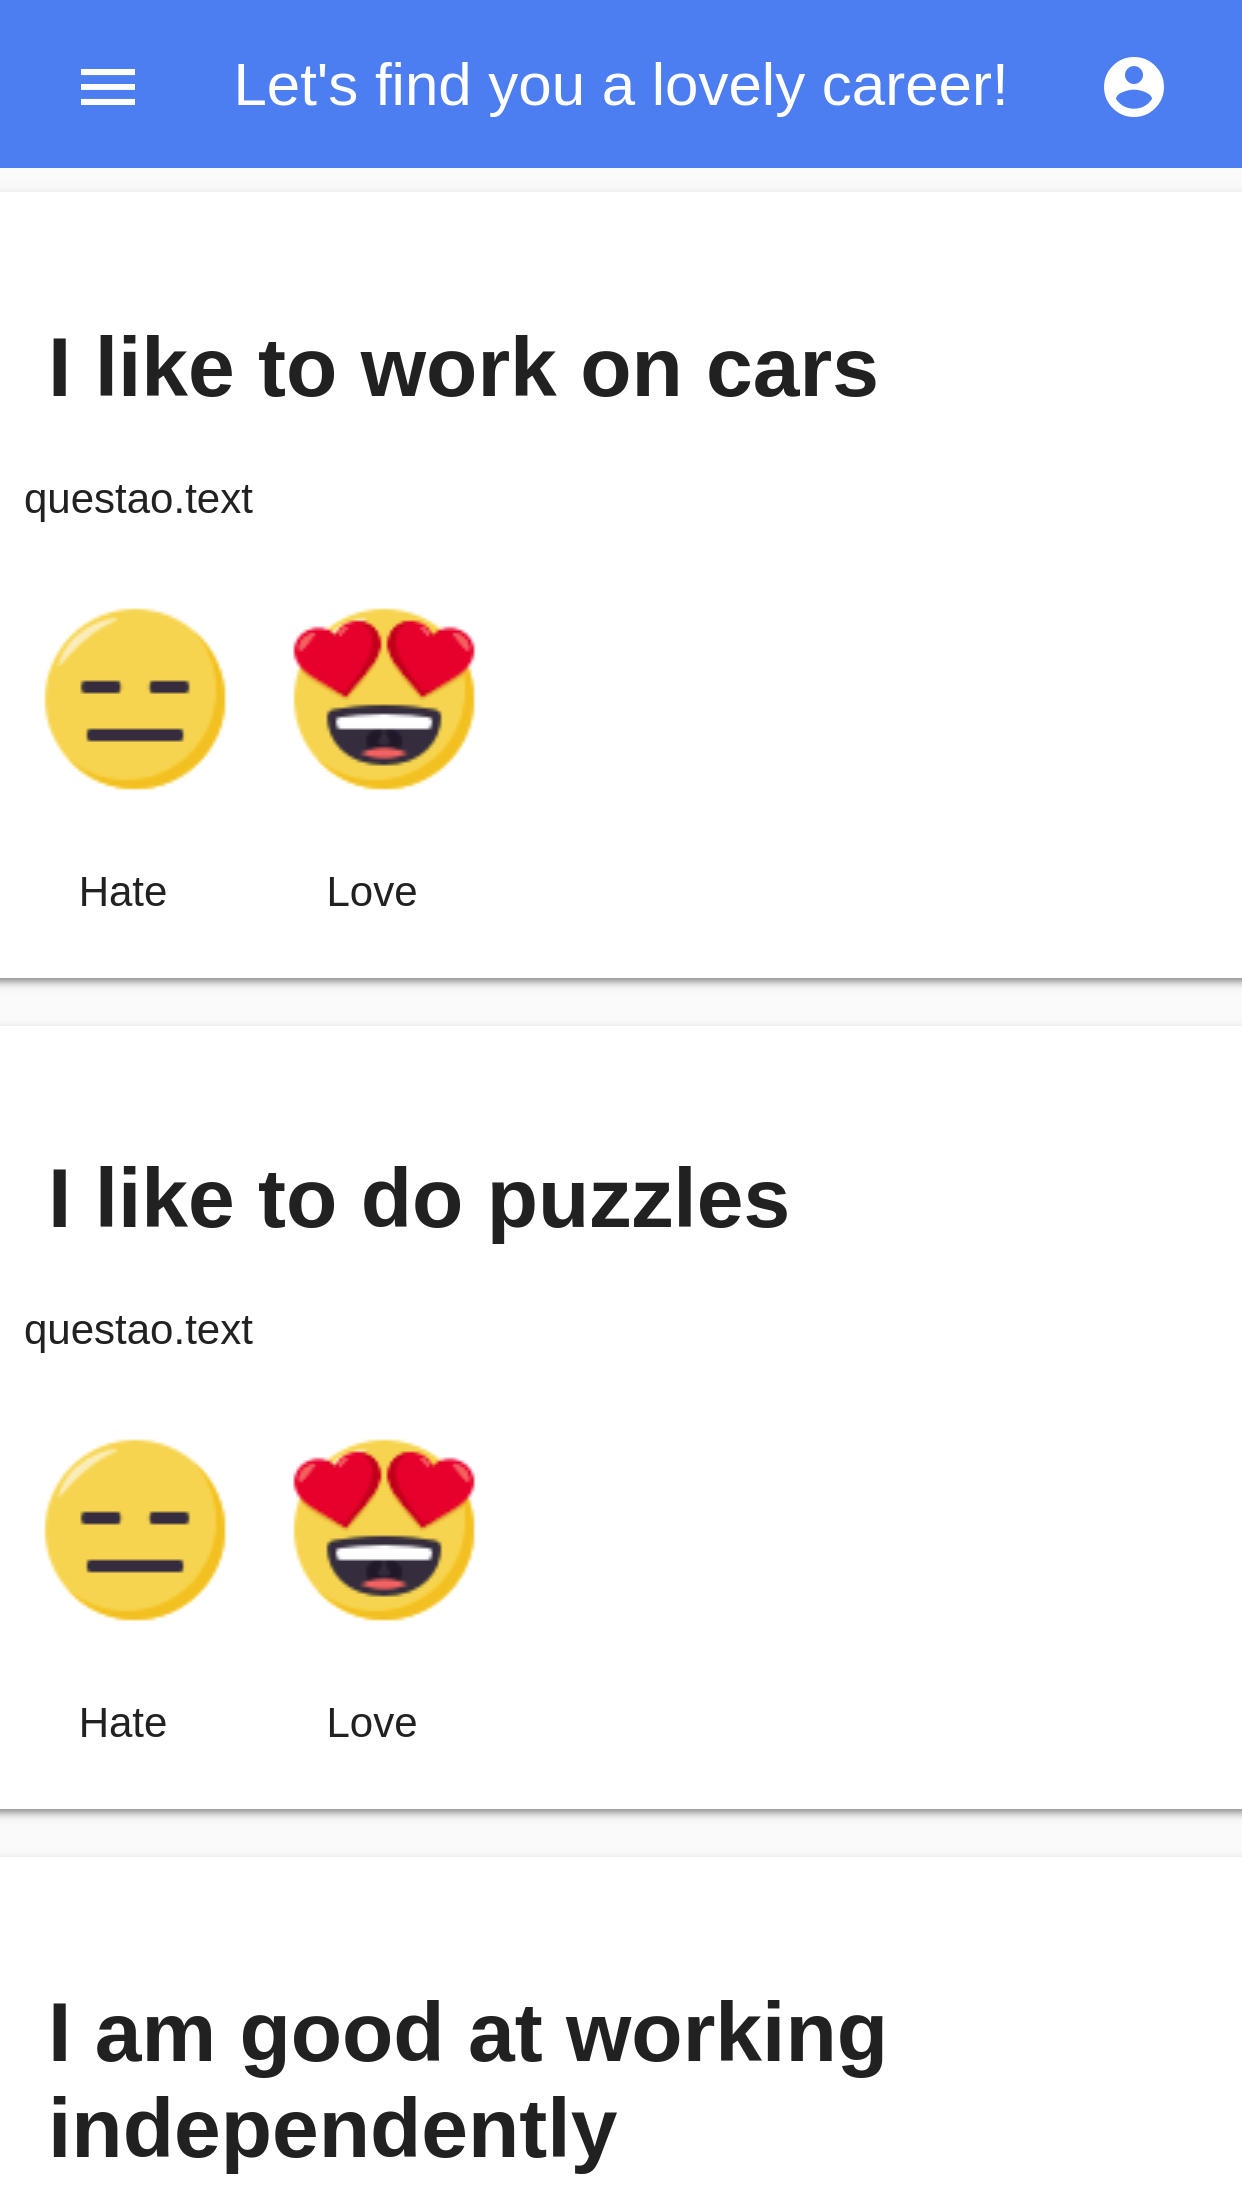 Let's find you a lovely career!
I like to work on cars
questao.text
Hate Love
I like to do puzzles
questao.text
Hate Love
I am good at working
independently